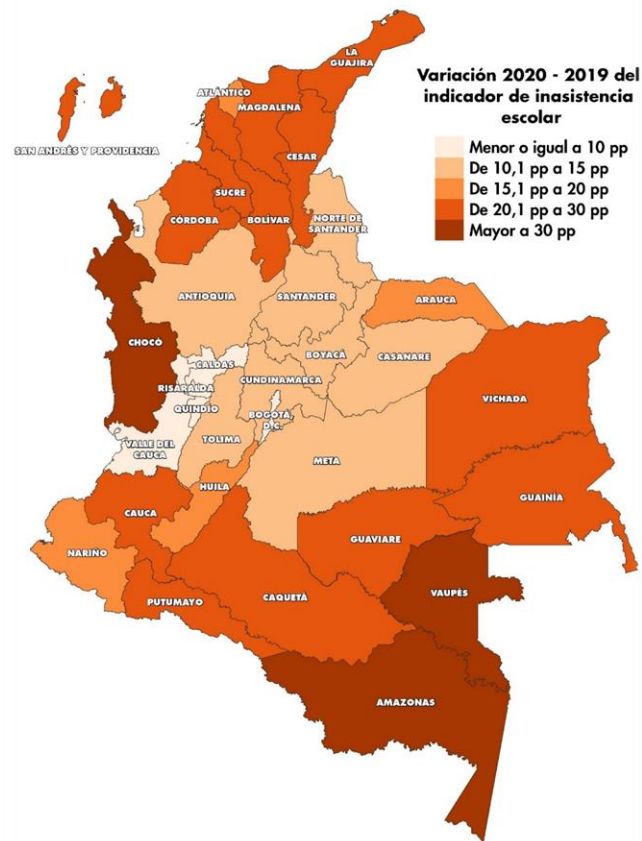 LA
GUAJIRA
Variación 2020 - 2019 del
indicador de inasistencia
escolar
Menor o igual a 10 pp
De 10,1 pp a 15 pp
De 15,1 pp a 20 pp
De 20,1 pp a 30 pp
Mayor a 30 pp
ATLÁNTICO
MAGDALENA
SAN ANDRÉS Y PROVIDENCIA
CESAR
SUCRE
CÓRDOBA
BOLÍVAR
NORTE DE
SANTANDER
ANTIOQUIA
SANTANDER
ARAUCA
CHOCÓ
BOYACÁ
CASANARE
CALDAS
CUNDINAMARCA
RISARALDA
QUINDÍO
BOGOTÁ,
D.C.
VICHADA
VALLE DEL
CAUCA
TOLIMA
META
HUILA
GUAINÍA
CAUCA
GUAVIARE
NARIÑO
VAUPÉS
CAQUETÁ
PUTUMAYO
AMAZONAS